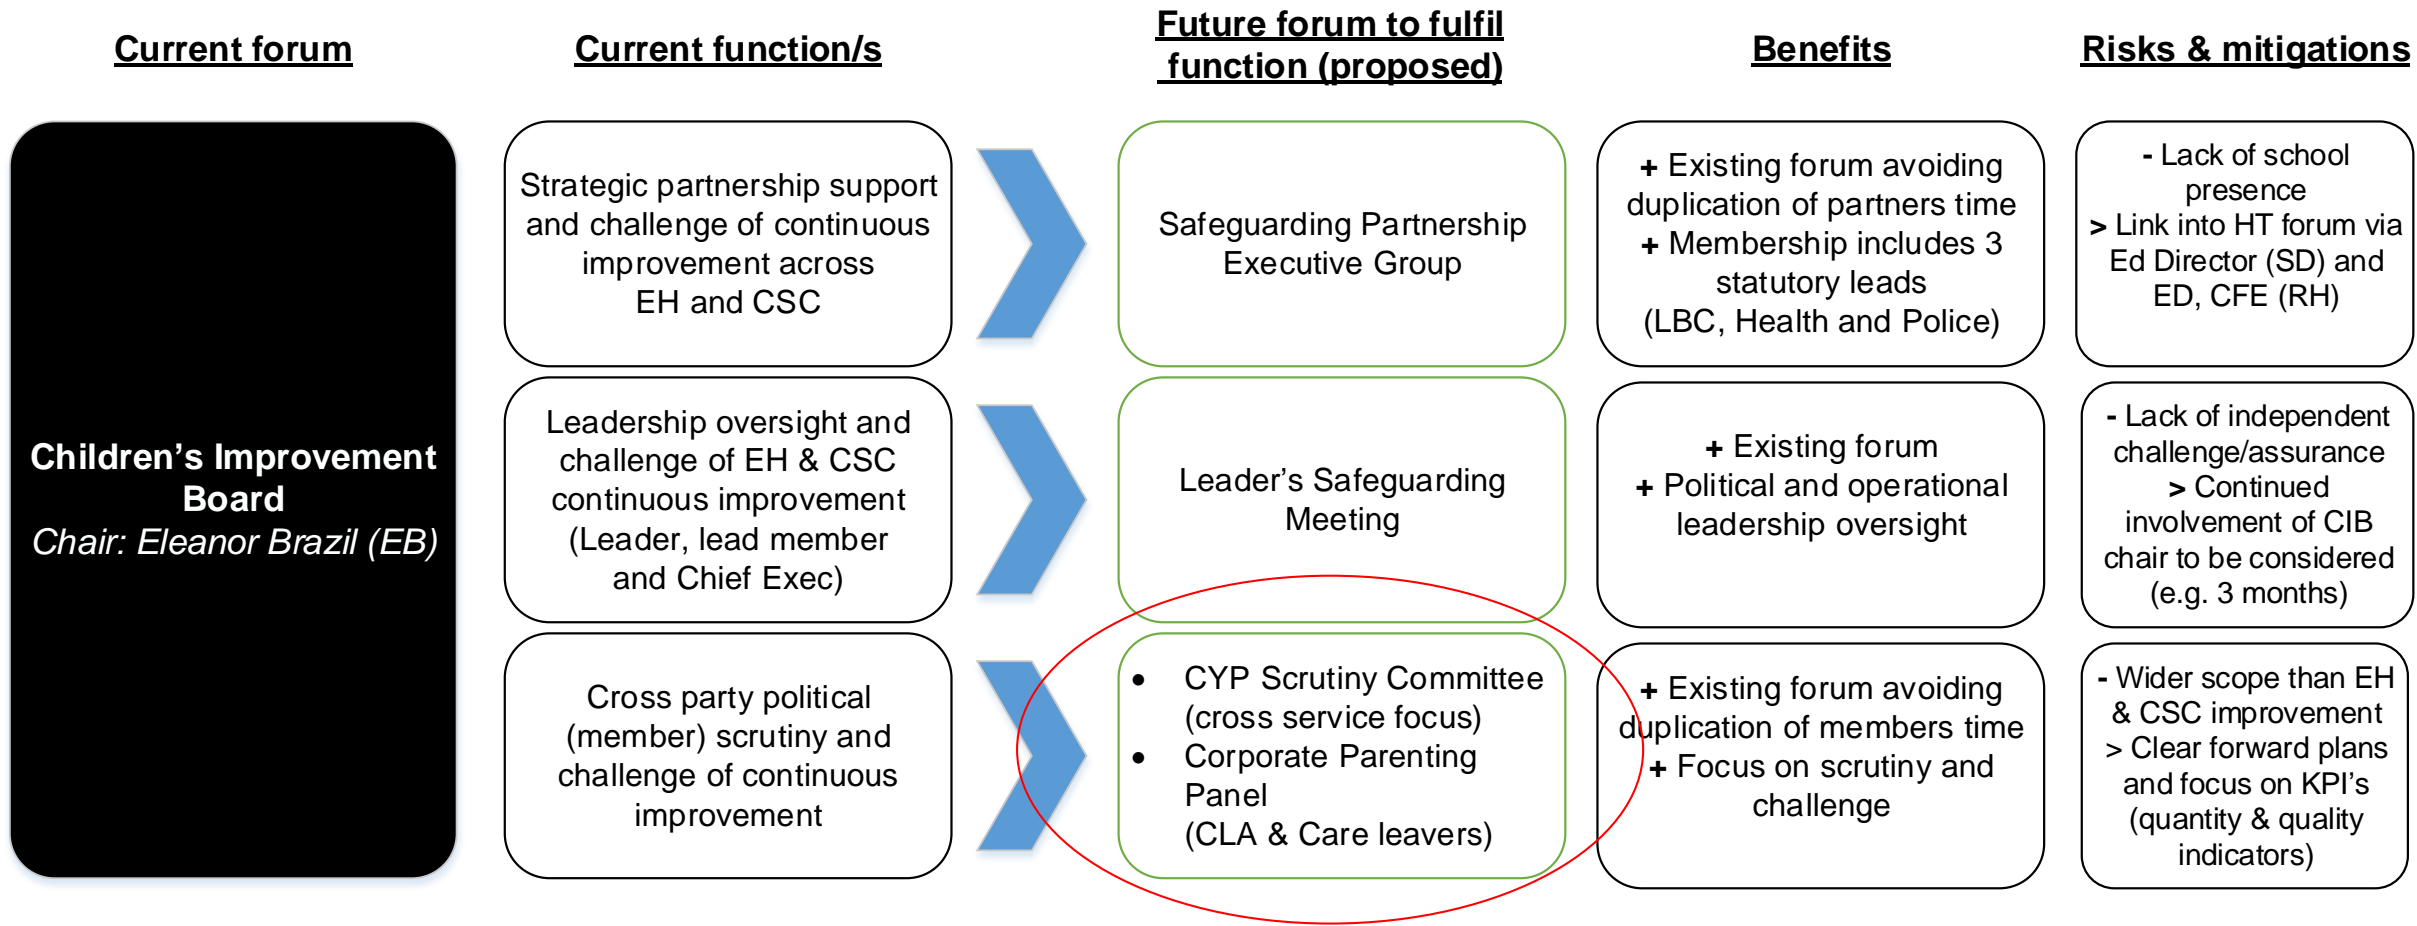 Current forum
Current function/s
Future forum to fulfil
function (proposed)
Benefits
Risks & mitigations
Children’s Improvement
Board
Chair: Eleanor Brazil (EB)
Strategic partnership support
and challenge of continuous
improvement across
EH and CSC
Safeguarding Partnership
Executive Group
+ Existing forum avoiding
duplication of partners time
+ Membership includes 3
statutory leads
(LBC, Health and Police)
- Lack of school
presence
> Link into HT forum via
Ed Director (SD) and
ED, CFE (RH)
Leadership oversight and
challenge of EH & CSC
continuous improvement
(Leader, lead member
and Chief Exec)
Leader’s Safeguarding
Meeting
+ Existing forum
+ Political and operational
leadership oversight
- Lack of independent
challenge/assurance
> Continued
involvement of CIB
chair to be considered
(e.g. 3 months)
Cross party political
(member) scrutiny and
challenge of continuous
improvement
• CYP Scrutiny Committee
(cross service focus)
• Corporate Parenting
Panel
(CLA & Care leavers)
+ Existing forum avoiding
duplication of members time
+ Focus on scrutiny and
challenge
- Wider scope than EH
& CSC improvement
> Clear forward plans
and focus on KPI’s
(quantity & quality
indicators)